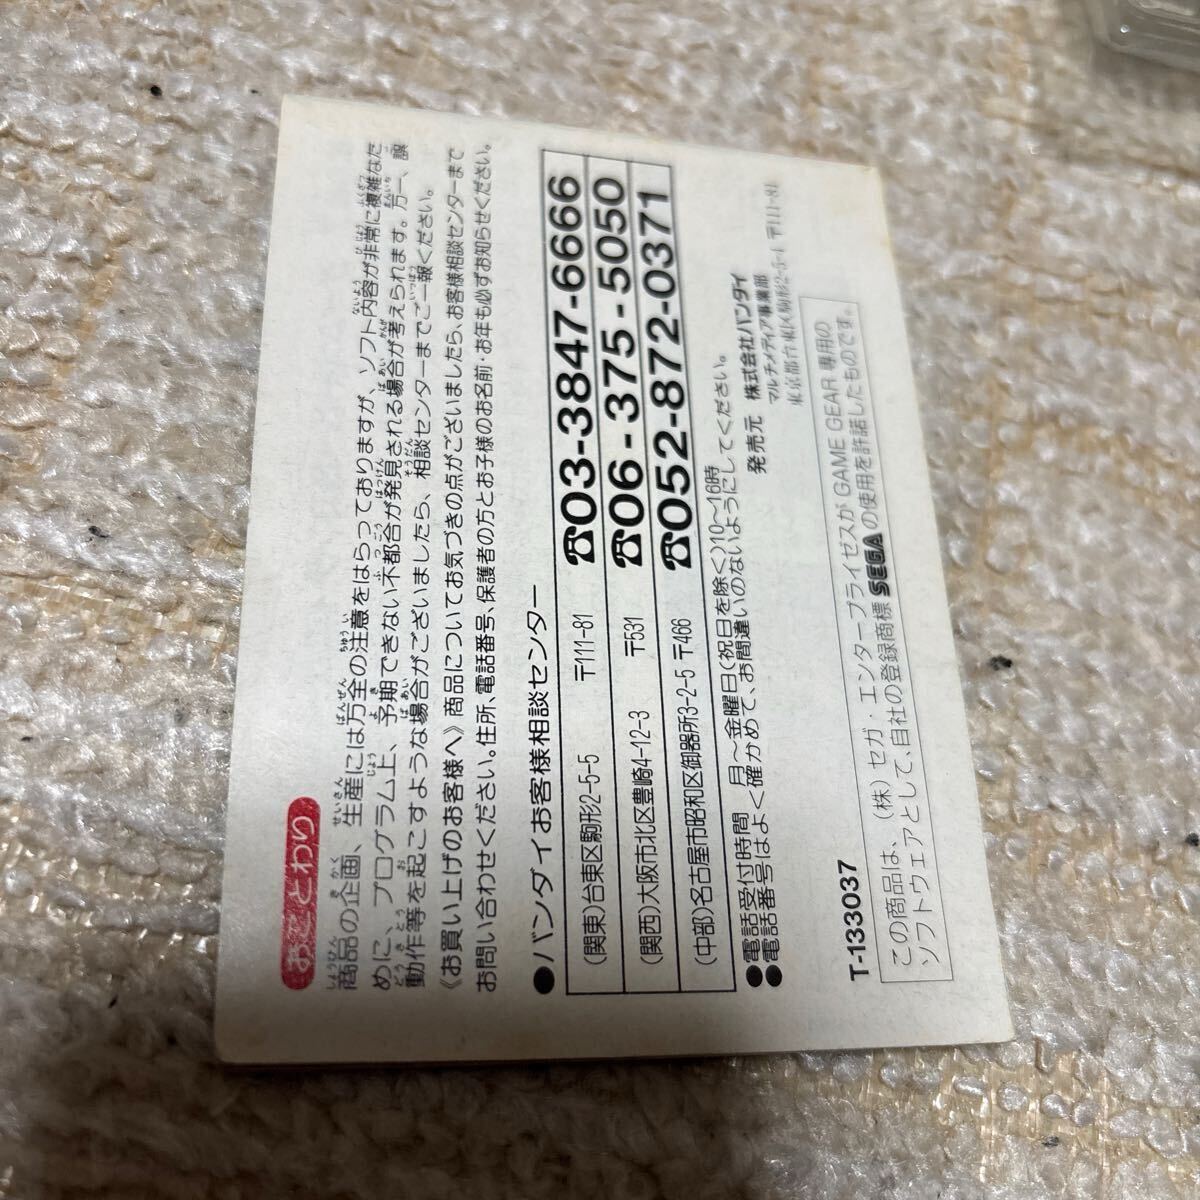 おことわり
商品の企画、生産には万全の注意をはらっておりますが、ソフト内容が非常に複雑なた
めに、プログラム上、予期できない不都合が発見される場合が考えられます。万一、誤
動作等を起こすような場合がございましたら、相談センターまでご一報ください。
《お買い上げのお客様へ》商品についてお気づきの点がございましたら、お客様相談センターまで
お問い合わせください。住所、電話番号、保護者の方とお子様のお名前・お年も必ずお知らせください。
●バンダイお客様相談センター
(関東)台東区駒形2-5-5 〒111-81 ☎03-3847-6666
(関西)大阪市北区豊崎4-12-3 〒531 ☎06-375-5050
(中部)名古屋市昭和区御器所3-2-5 〒466 ☎052-872-0371
●電話受付時間 月〜金曜日(祝日を除く)10〜16時
●電話番号はよく確かめて、お間違いのないようにしてください。
発売元 株式会社バンダイ
マルチメディア事業部
東京都台東区駒形2-5-4 〒111-81
T-133037
この商品は、(株)セガ・エンタープライゼスがGAME GEAR専用の
ソフトウェアとして、自社の登録商標SEGAの使用を許諾したものです。